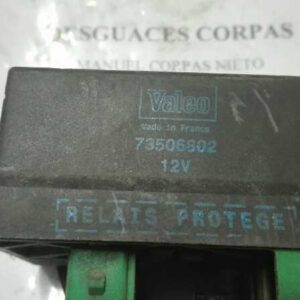 DESGUACES CORPAS
MANUEL CORPAS NIETO
Valeo
Made in France
73506802
12V
RELAIS PROTEGE